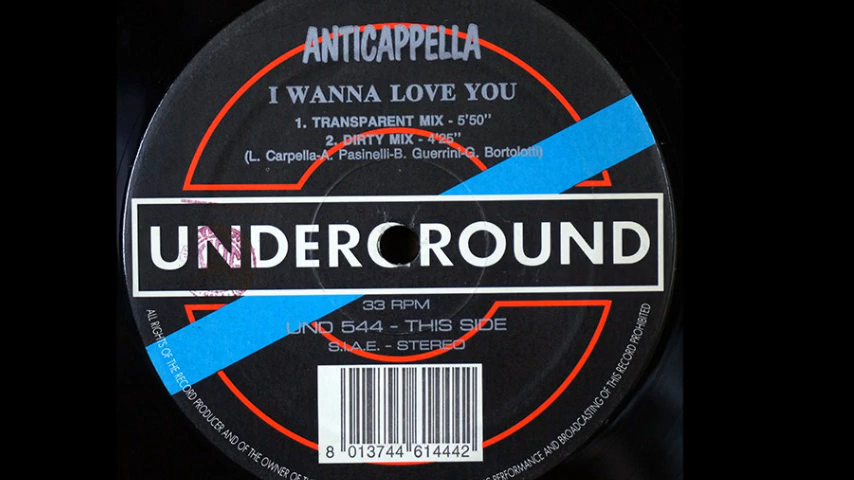 ANTICAPPELLA
I WANNA LOVE YOU
1. TRANSPARENT MIX - 5'50"
2. DIRTY MIX - 4'25"
(L. Carpella-A. Pasinelli-B. Guerrini-G. Bortolotti)
UNDERGROUND
33 RPM
UND 544 - THIS SIDE
S.I.A.E. - STEREO
8 013744 614442
ALL RIGHTS OF THE RECORD PRODUCER AND OF THE OWNER OF
PERFORMANCE AND BROADCASTING OF THIS RECORD PROHIBITED